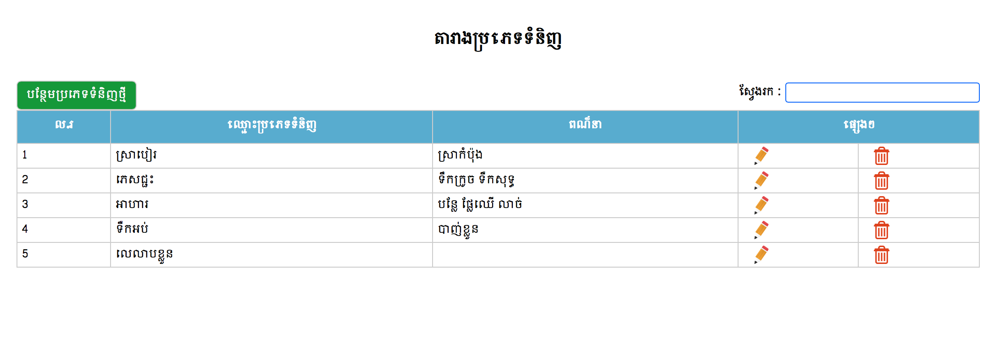 តារាងប្រភេទទំនិញ
បន្ថែមប្រភេទទំនិញថ្មី
ស្វែងរក :
ល.រ ឈ្មោះប្រភេទទំនិញ ពណ៌នា ផ្សេងៗ
1 ស្រាបៀរ ស្រាកំប៉ុង
2 ភេសជ្ជះ ទឹកក្រូច ទឹកសុទ្ធ
3 អាហារ បន្លែ ផ្លែឈើ លាច់
4 ទឹកអប់ បាញ់ខ្លួន
5 លេលាបខ្លួន